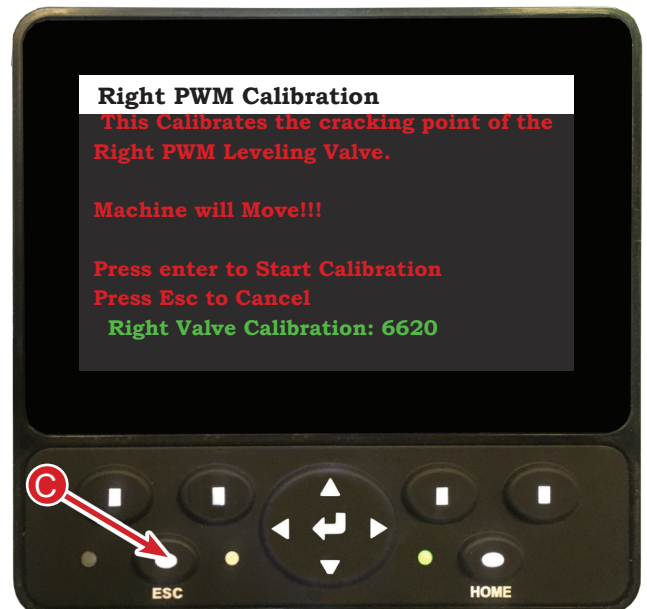 Right PWM Calibration
This Calibrates the cracking point of the
Right PWM Leveling Valve.
Machine will Move!!!
Press enter to Start Calibration
Press Esc to Cancel
Right Valve Calibration: 6620
C
ESC
HOME